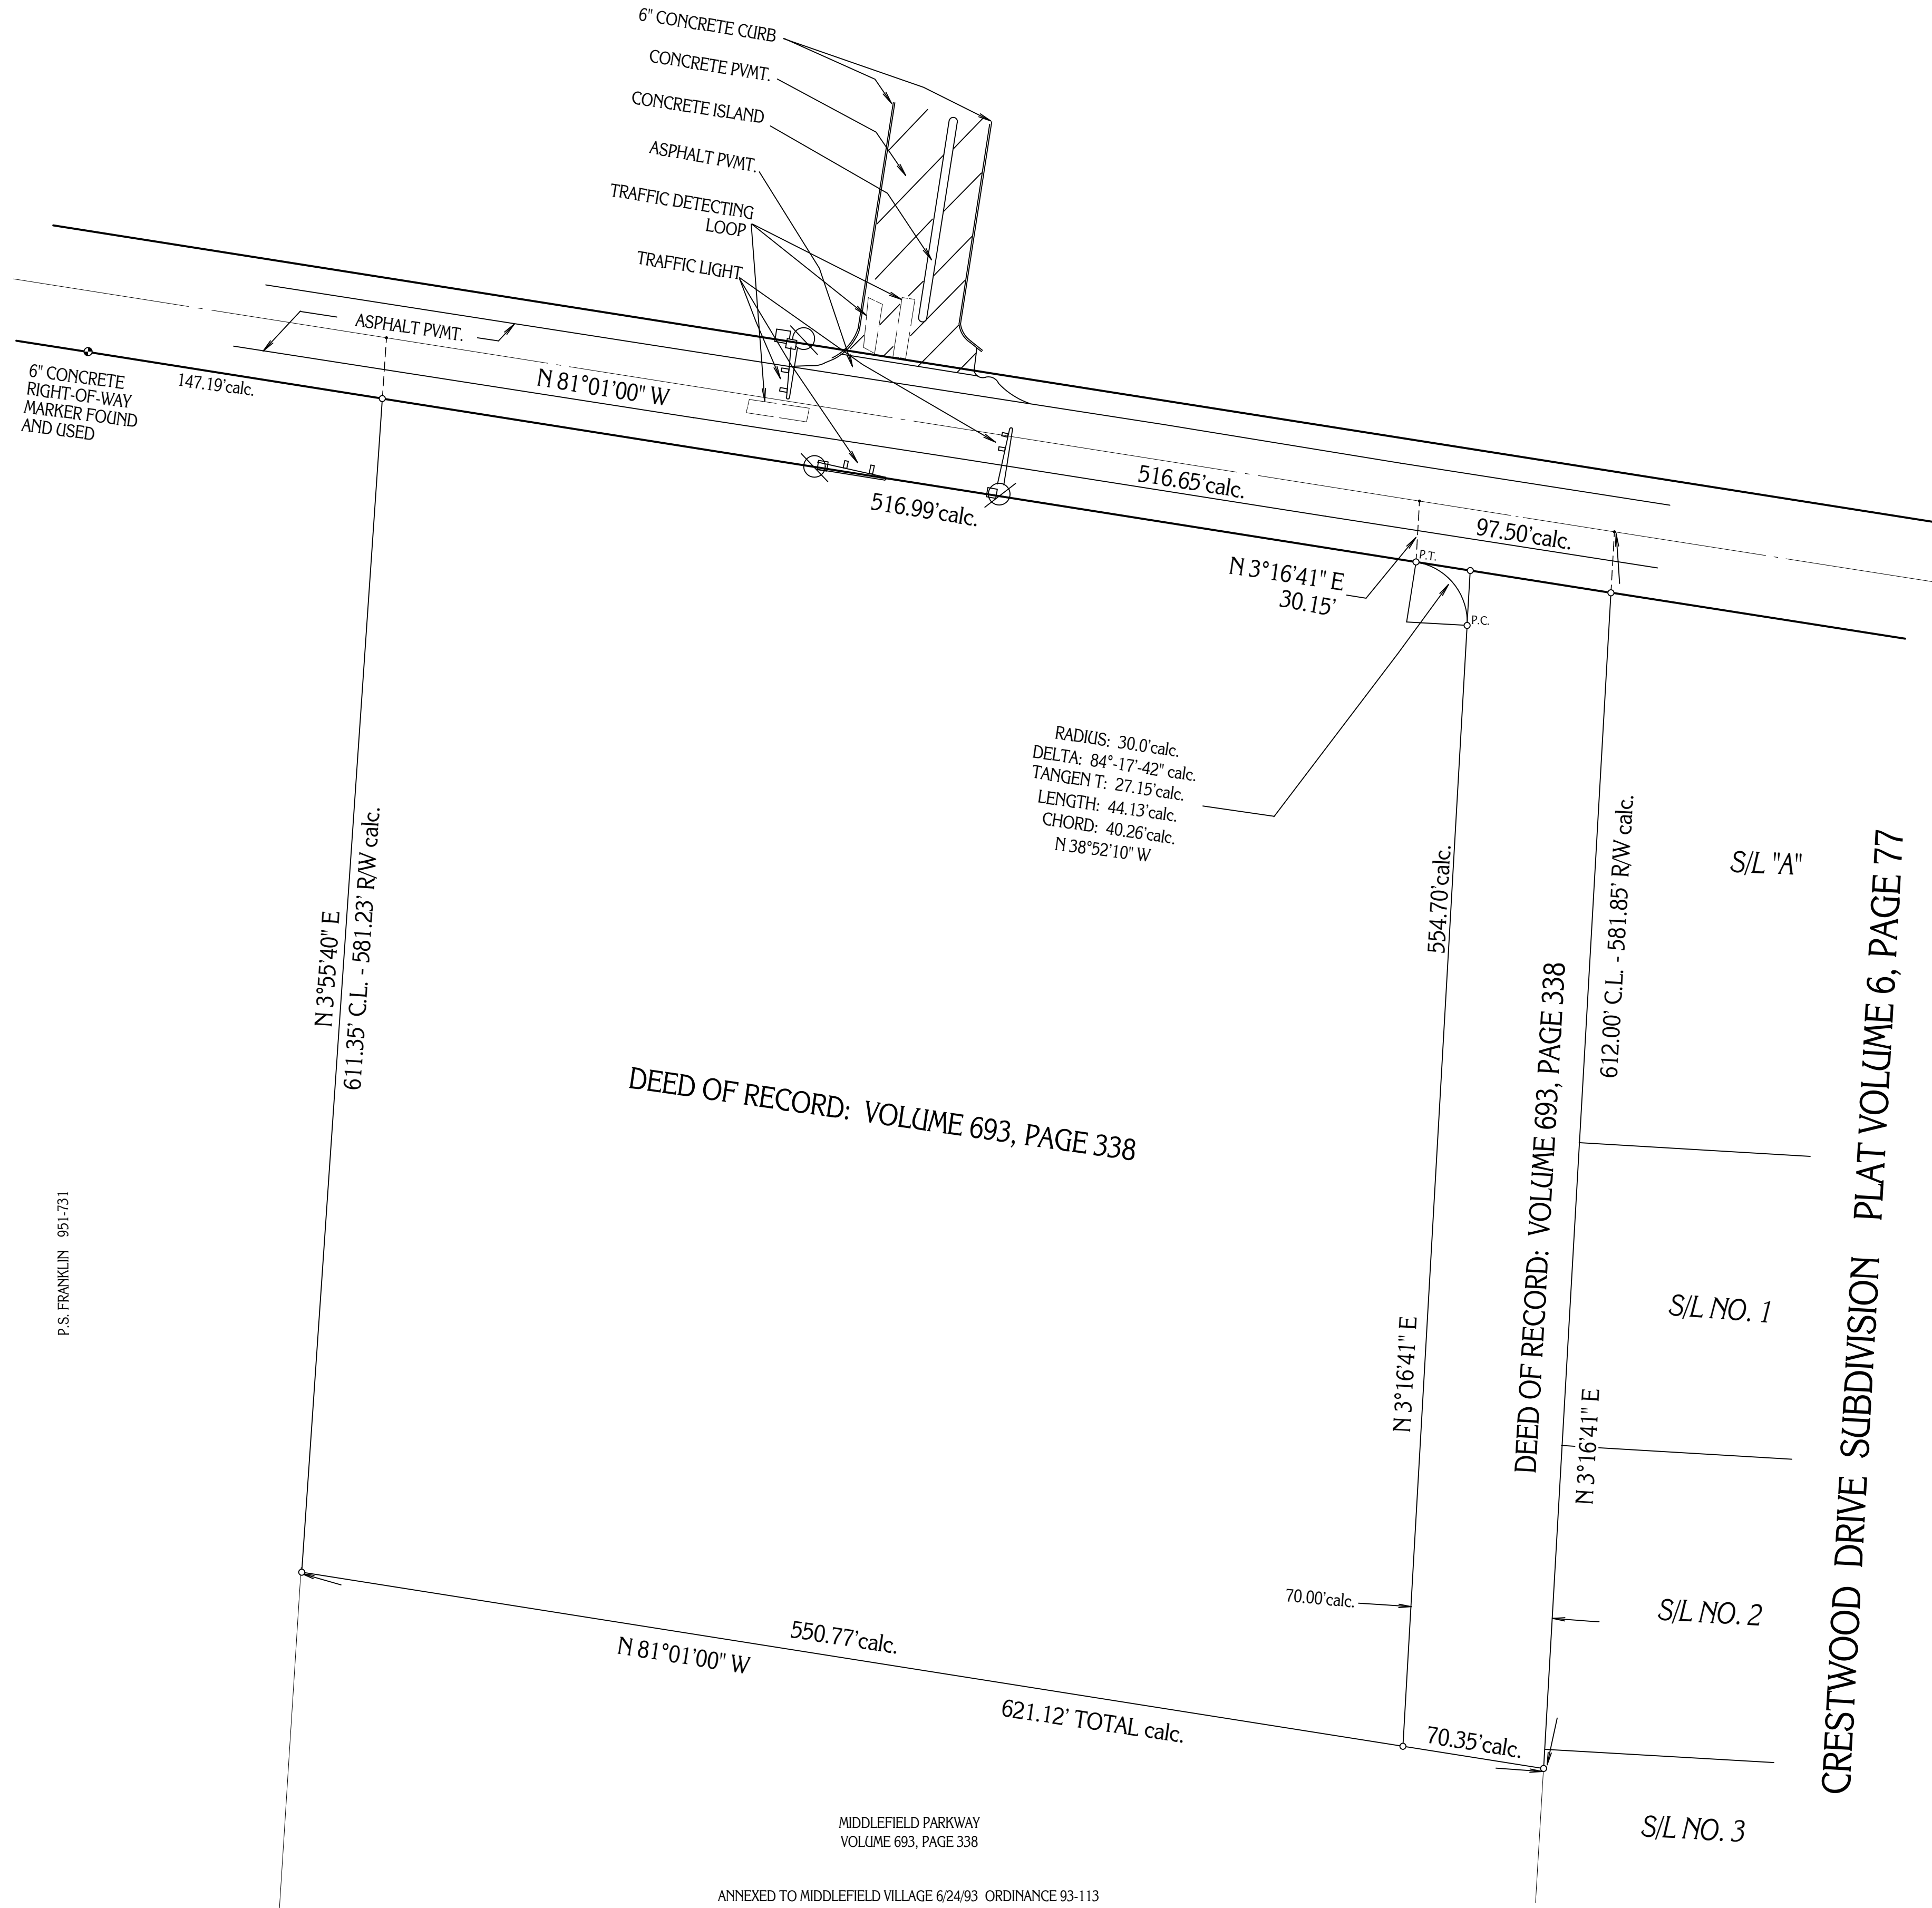 6" CONCRETE CURB
CONCRETE PVMT.
CONCRETE ISLAND
ASPHALT PVMT.
TRAFFIC DETECTING
LOOP
TRAFFIC LIGHT
ASPHALT PVMT.
6" CONCRETE
RIGHT-OF-WAY
MARKER FOUND
AND USED
147.19'calc.
N 81°01'00" W
516.65'calc.
516.99'calc.
97.50'calc.
P.T.
N 3°16'41" E
30.15'
P.C.
RADIUS: 30.0'calc.
DELTA: 84°-17'-42" calc.
TANGEN T: 27.15'calc.
LENGTH: 44.13'calc.
CHORD: 40.26'calc.
N 38°52'10" W
N 3°55'40" E
611.35' C.L. - 581.23' R/W calc.
554.70'calc.
N 3°16'41" E
DEED OF RECORD: VOLUME 693, PAGE 338
612.00' C.L. - 581.85' R/W calc.
N 3°16'41" E
DEED OF RECORD: VOLUME 693, PAGE 338
S/L "A"
S/L NO. 1
S/L NO. 2
S/L NO. 3
CRESTWOOD DRIVE SUBDIVISION PLAT VOLUME 6, PAGE 77
P.S. FRANKLIN 951-731
70.00'calc.
550.77'calc.
N 81°01'00" W
621.12' TOTAL calc.
70.35'calc.
MIDDLEFIELD PARKWAY
VOLUME 693, PAGE 338
ANNEXED TO MIDDLEFIELD VILLAGE 6/24/93 ORDINANCE 93-113